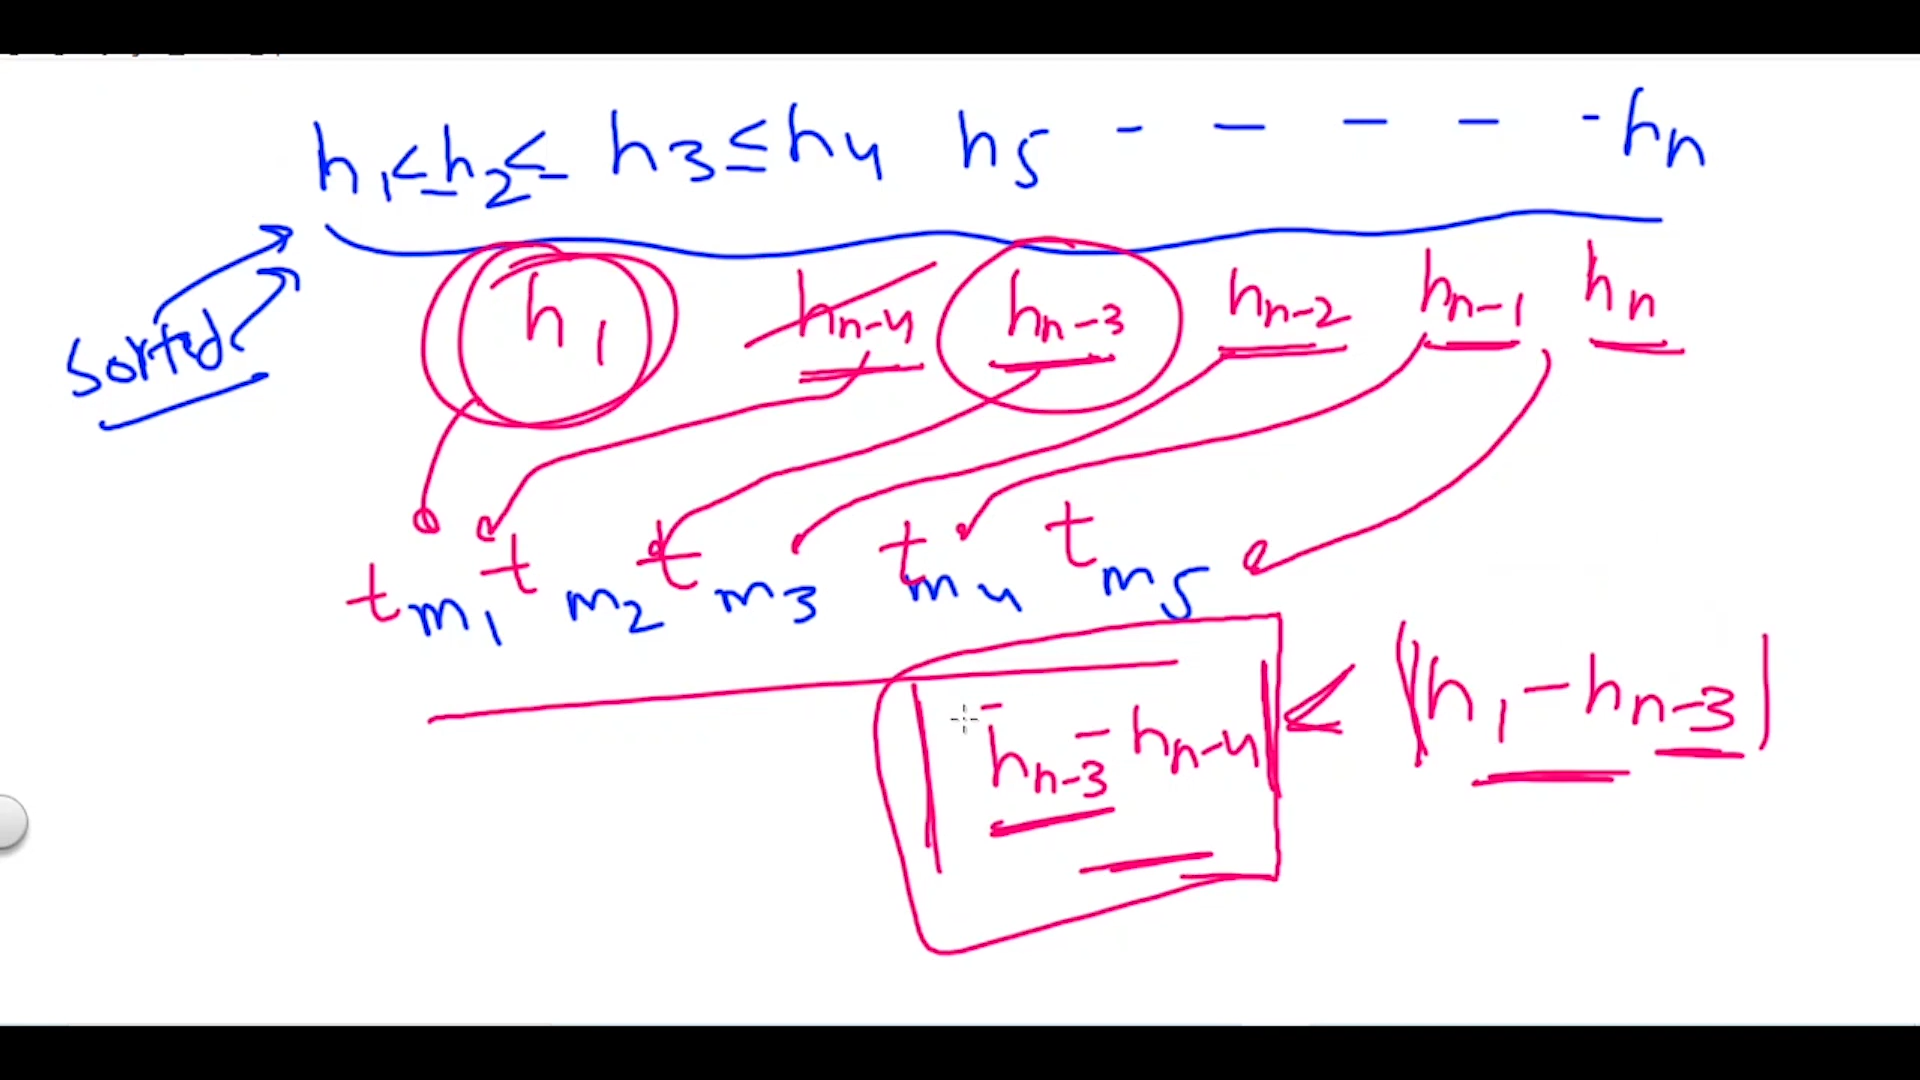 h1 ≤ h2 ≤ h3 ≤ h4 h5 - - - - - hn
Sorted
h1 hn-4 hn-3 hn-2 hn-1 hn
tm1 tm2 tm3 tm4 tm5
|hn-3 - hn-4| < |h1 - hn-3|